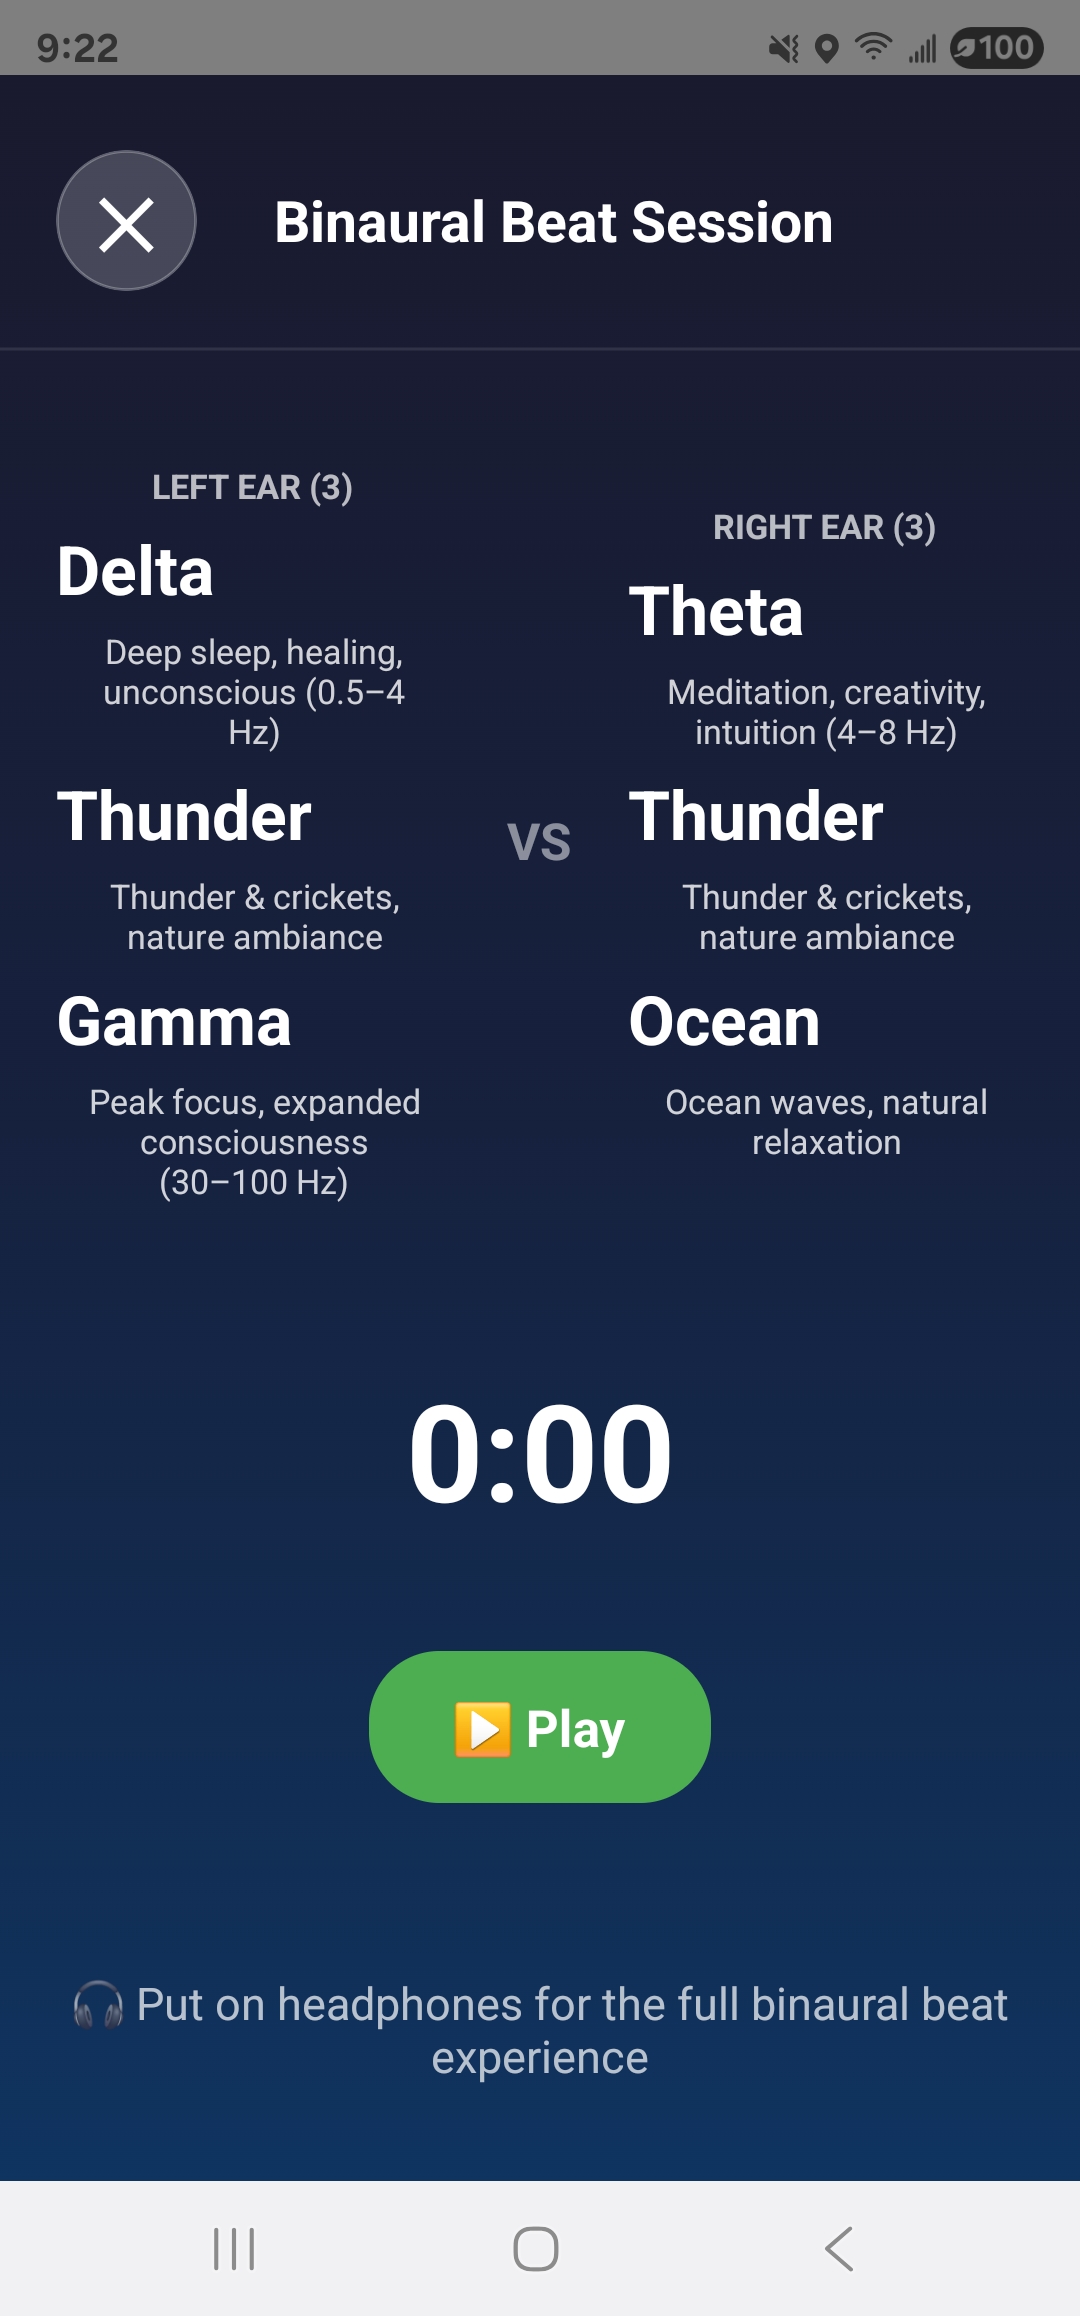 9:22
100
Binaural Beat Session
LEFT EAR (3)
Delta
Deep sleep, healing,
unconscious (0.5–4
Hz)
Thunder
Thunder & crickets,
nature ambiance
Gamma
Peak focus, expanded
consciousness
(30–100 Hz)
VS
RIGHT EAR (3)
Theta
Meditation, creativity,
intuition (4–8 Hz)
Thunder
Thunder & crickets,
nature ambiance
Ocean
Ocean waves, natural
relaxation
0:00
Play
Put on headphones for the full binaural beat
experience